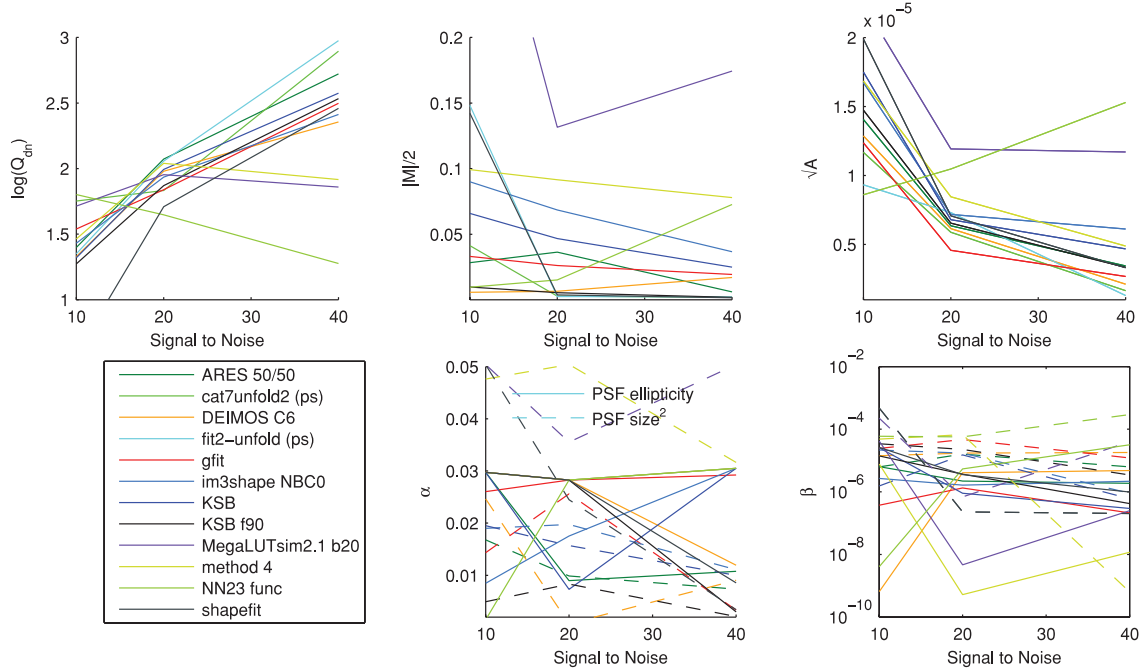 x 10⁻⁵
3
2.5
2
1.5
1
log(Q_dn)
10
20
30
40
Signal to Noise
0.2
0.15
0.1
0.05
|M|/2
10
20
30
40
Signal to Noise
2
1.5
1
0.5
√A
10
20
30
40
Signal to Noise
ARES 50/50
cat7unfold2 (ps)
DEIMOS C6
fit2-unfold (ps)
gfit
im3shape NBC0
KSB
KSB f90
MegaLUTsim2.1 b20
method 4
NN23 func
shapefit
0.05
0.04
0.03
0.02
0.01
α
PSF ellipticity
PSF size²
10
20
30
40
Signal to Noise
10⁻²
10⁻⁴
10⁻⁶
10⁻⁸
10⁻¹⁰
β
10
20
30
40
Signal to Noise